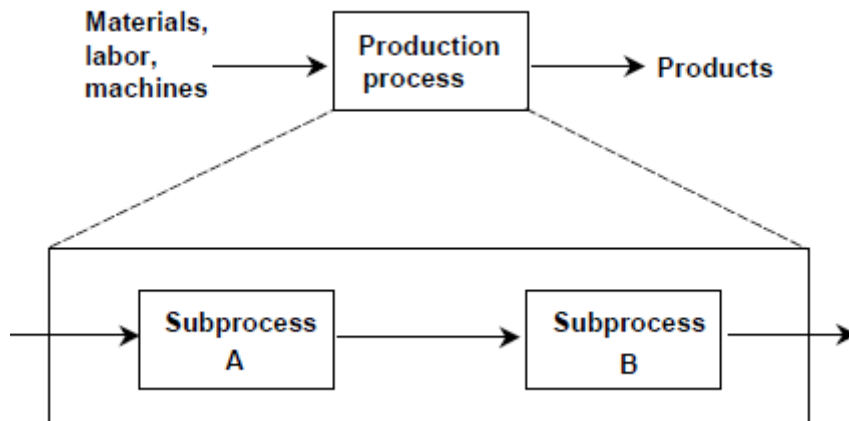 Materials,
labor,
machines
Production
process
Products
Subprocess
A
Subprocess
B